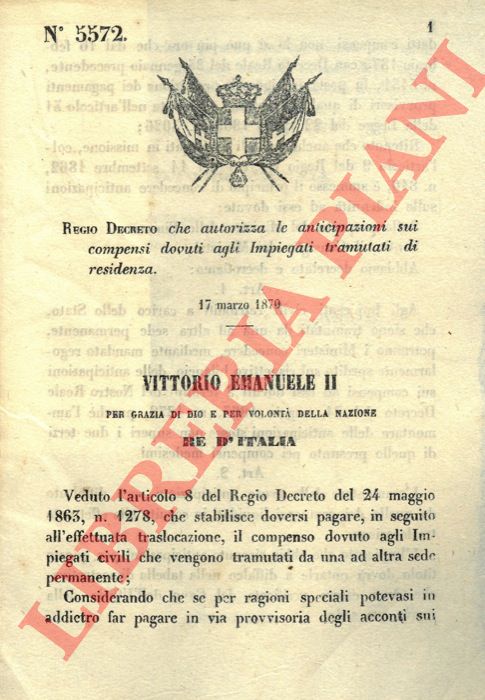 N° 5572.
1
REGIO DECRETO che autorizza le anticipazioni sui
compensi dovuti agli Impiegati tramutati di
residenza.
17 marzo 1870
VITTORIO EMANUELE II
PER GRAZIA DI DIO E PER VOLONTÀ DELLA NAZIONE
RE D'ITALIA
Veduto l'articolo 8 del Regio Decreto del 24 maggio
1863, n. 1278, che stabilisce doversi pagare, in seguito
all'effettuata traslocazione, il compenso dovuto agli Im-
piegati civili che vengono tramutati da una ad altra sede
permanente;
Considerando che se per ragioni speciali potevasi in
addietro far pagare in via provvisoria degli acconti sui
LIBRERIA PIANI